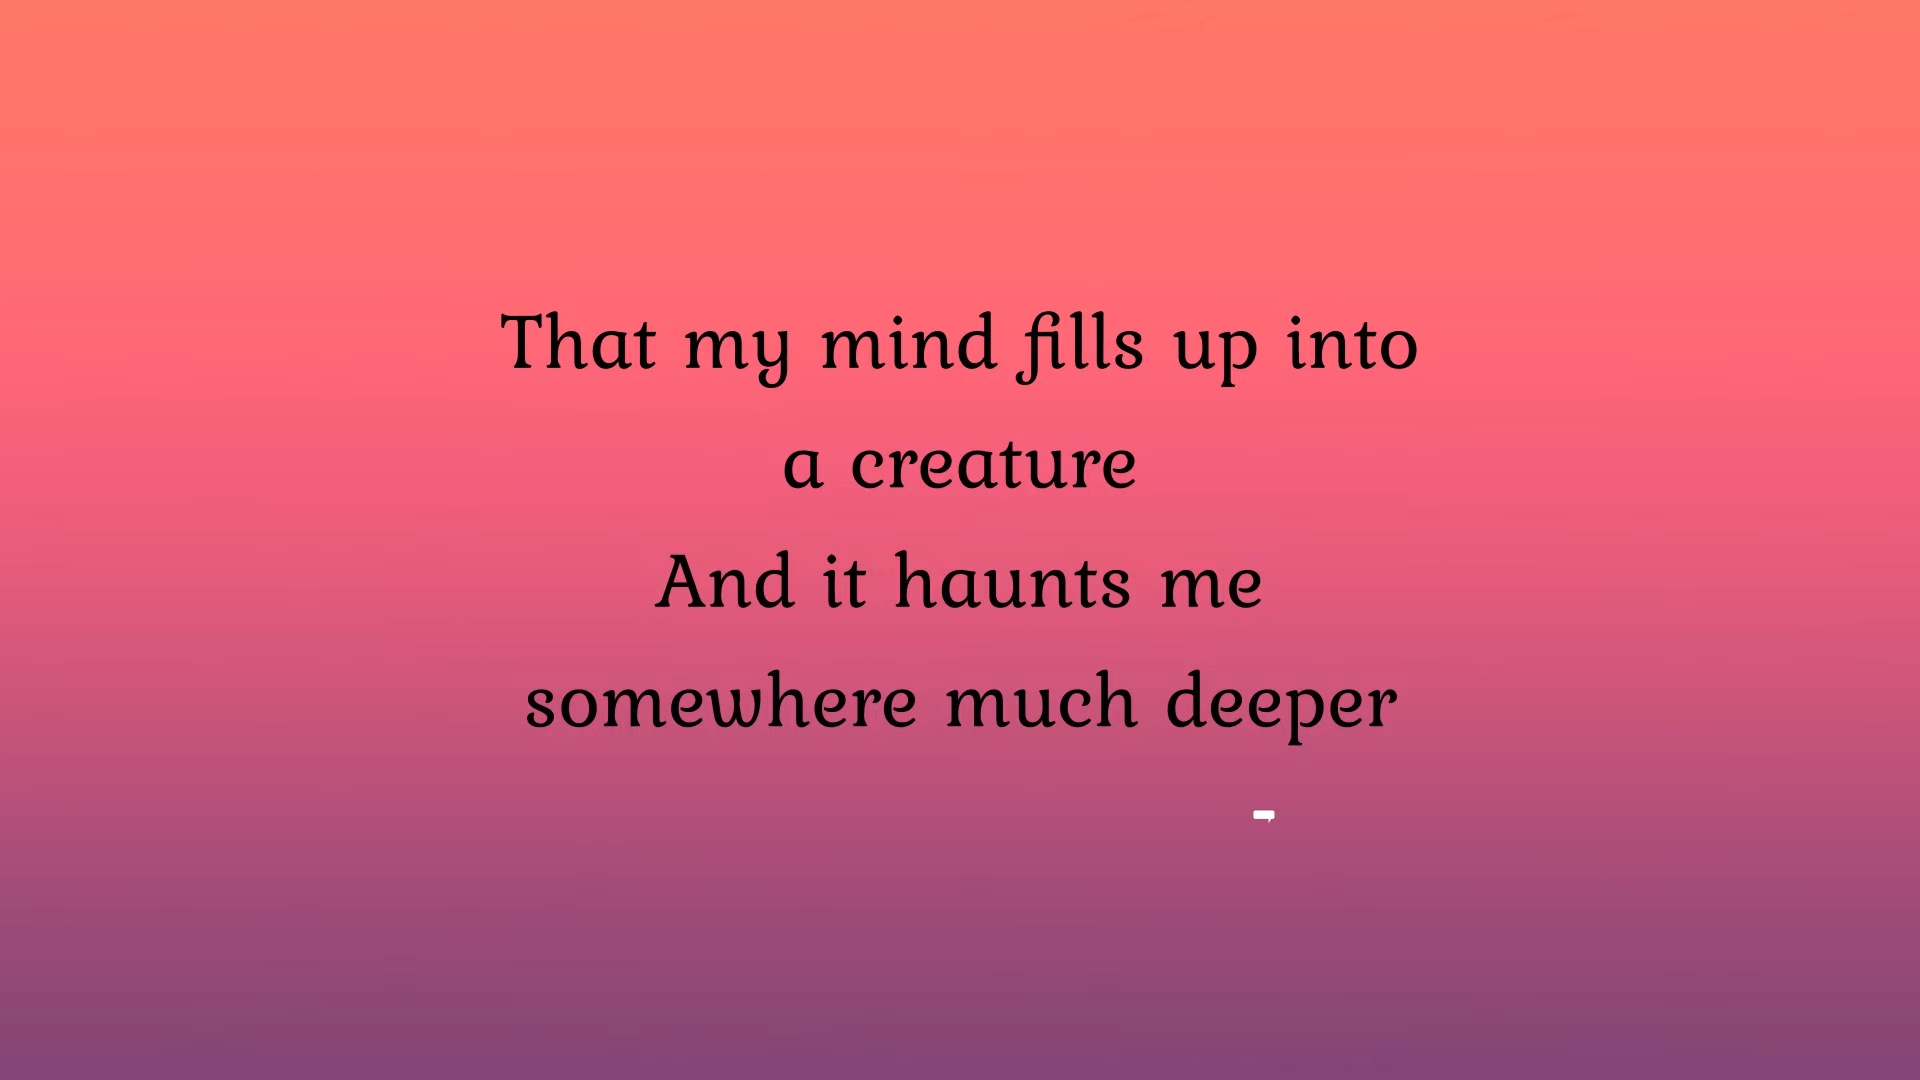 That my mind fills up into
a creature
And it haunts me
somewhere much deeper